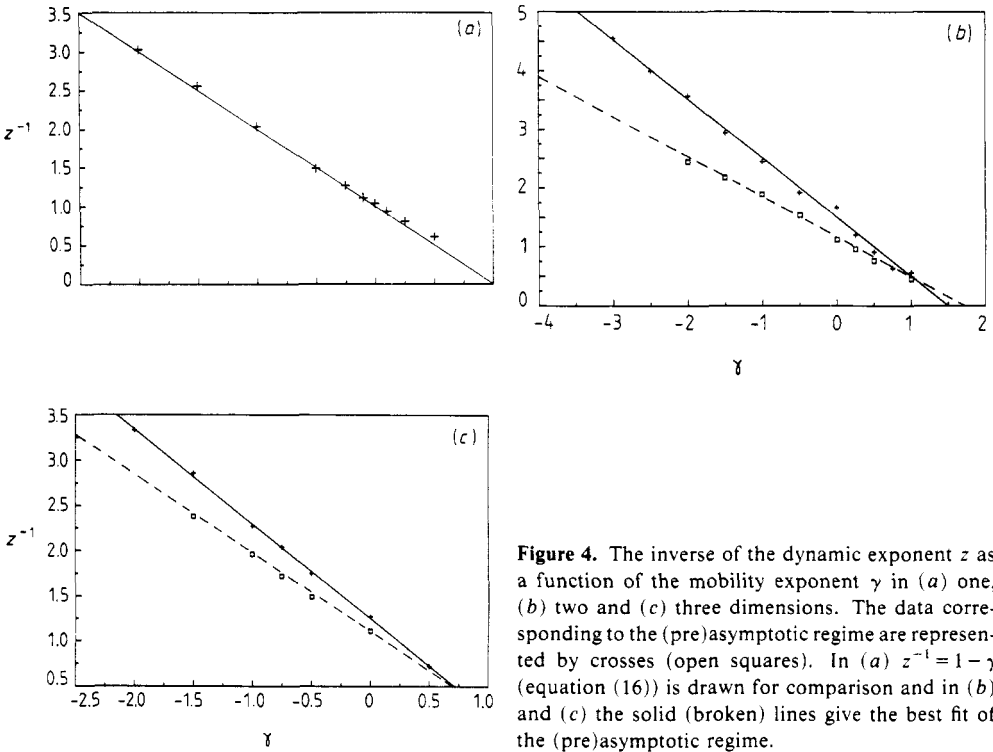 3.5
(a)
3.0
2.5
z⁻¹ 2.0
1.5
1.0
0.5
0
5
(b)
4
3
2
1
0
-4 -3 -2 -1 0 1 2
γ
3.5
(c)
3.0
2.5
z⁻¹
2.0
1.5
1.0
0.5
-2.5 -2.0 -1.5 -1.0 -0.5 0 0.5 1.0
γ
Figure 4. The inverse of the dynamic exponent z as
a function of the mobility exponent γ in (a) one,
(b) two and (c) three dimensions. The data corre-
sponding to the (pre)asymptotic regime are represen-
ted by crosses (open squares). In (a) z⁻¹ = 1 − γ
(equation (16)) is drawn for comparison and in (b)
and (c) the solid (broken) lines give the best fit of
the (pre)asymptotic regime.